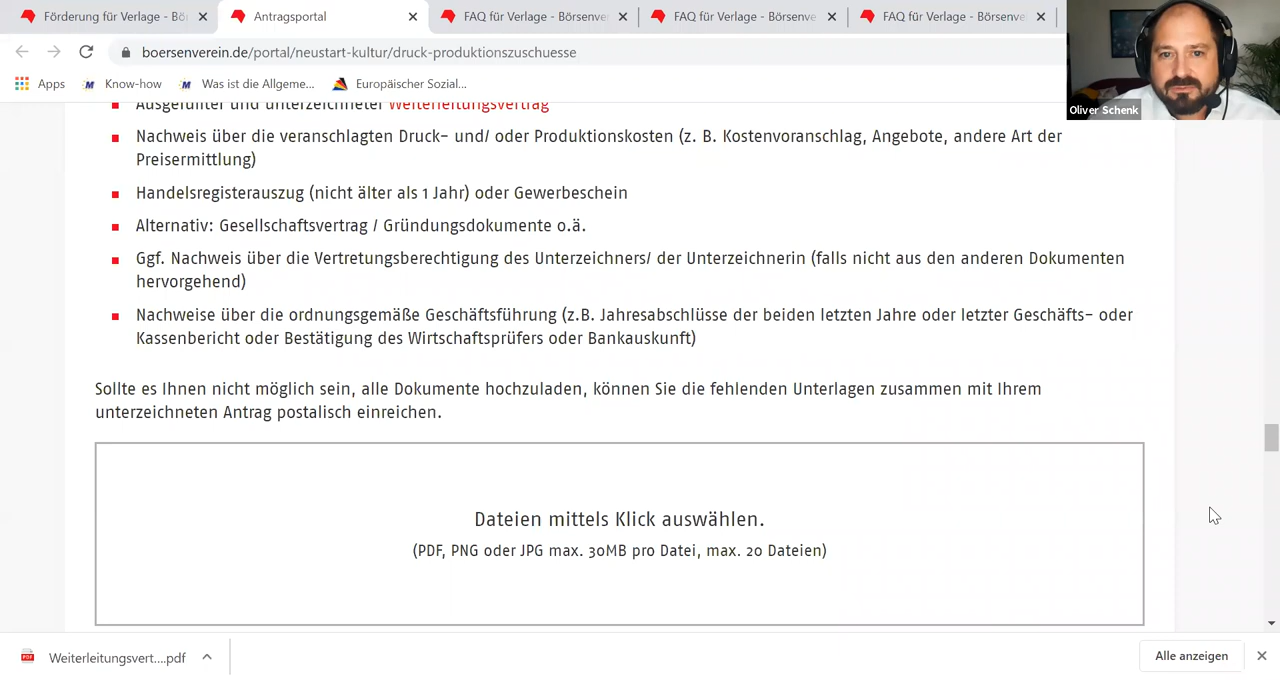 Förderung für Verlage - Bö
Antragsportal
FAQ für Verlage - Börsenve
FAQ für Verlage - Börsenve
FAQ für Verlage - Börsenve
boersenverein.de/portal/neustart-kultur/druck-produktionszuschuesse
Apps
Know-how
Was ist die Allgeme...
Europäischer Sozial...
Oliver Schenk
Ausgefüllter und unterzeichneter Weiterleitungsvertrag
Nachweis über die veranschlagten Druck- und/ oder Produktionskosten (z. B. Kostenvoranschlag, Angebote, andere Art der
Preisermittlung)
Handelsregisterauszug (nicht älter als 1 Jahr) oder Gewerbeschein
Alternativ: Gesellschaftsvertrag / Gründungsdokumente o.ä.
Ggf. Nachweis über die Vertretungsberechtigung des Unterzeichners/ der Unterzeichnerin (falls nicht aus den anderen Dokumenten
hervorgehend)
Nachweise über die ordnungsgemäße Geschäftsführung (z.B. Jahresabschlüsse der beiden letzten Jahre oder letzter Geschäfts- oder
Kassenbericht oder Bestätigung des Wirtschaftsprüfers oder Bankauskunft)
Sollte es Ihnen nicht möglich sein, alle Dokumente hochzuladen, können Sie die fehlenden Unterlagen zusammen mit Ihrem
unterzeichneten Antrag postalisch einreichen.
Dateien mittels Klick auswählen.
(PDF, PNG oder JPG max. 30MB pro Datei, max. 20 Dateien)
Weiterleitungsvert....pdf
Alle anzeigen